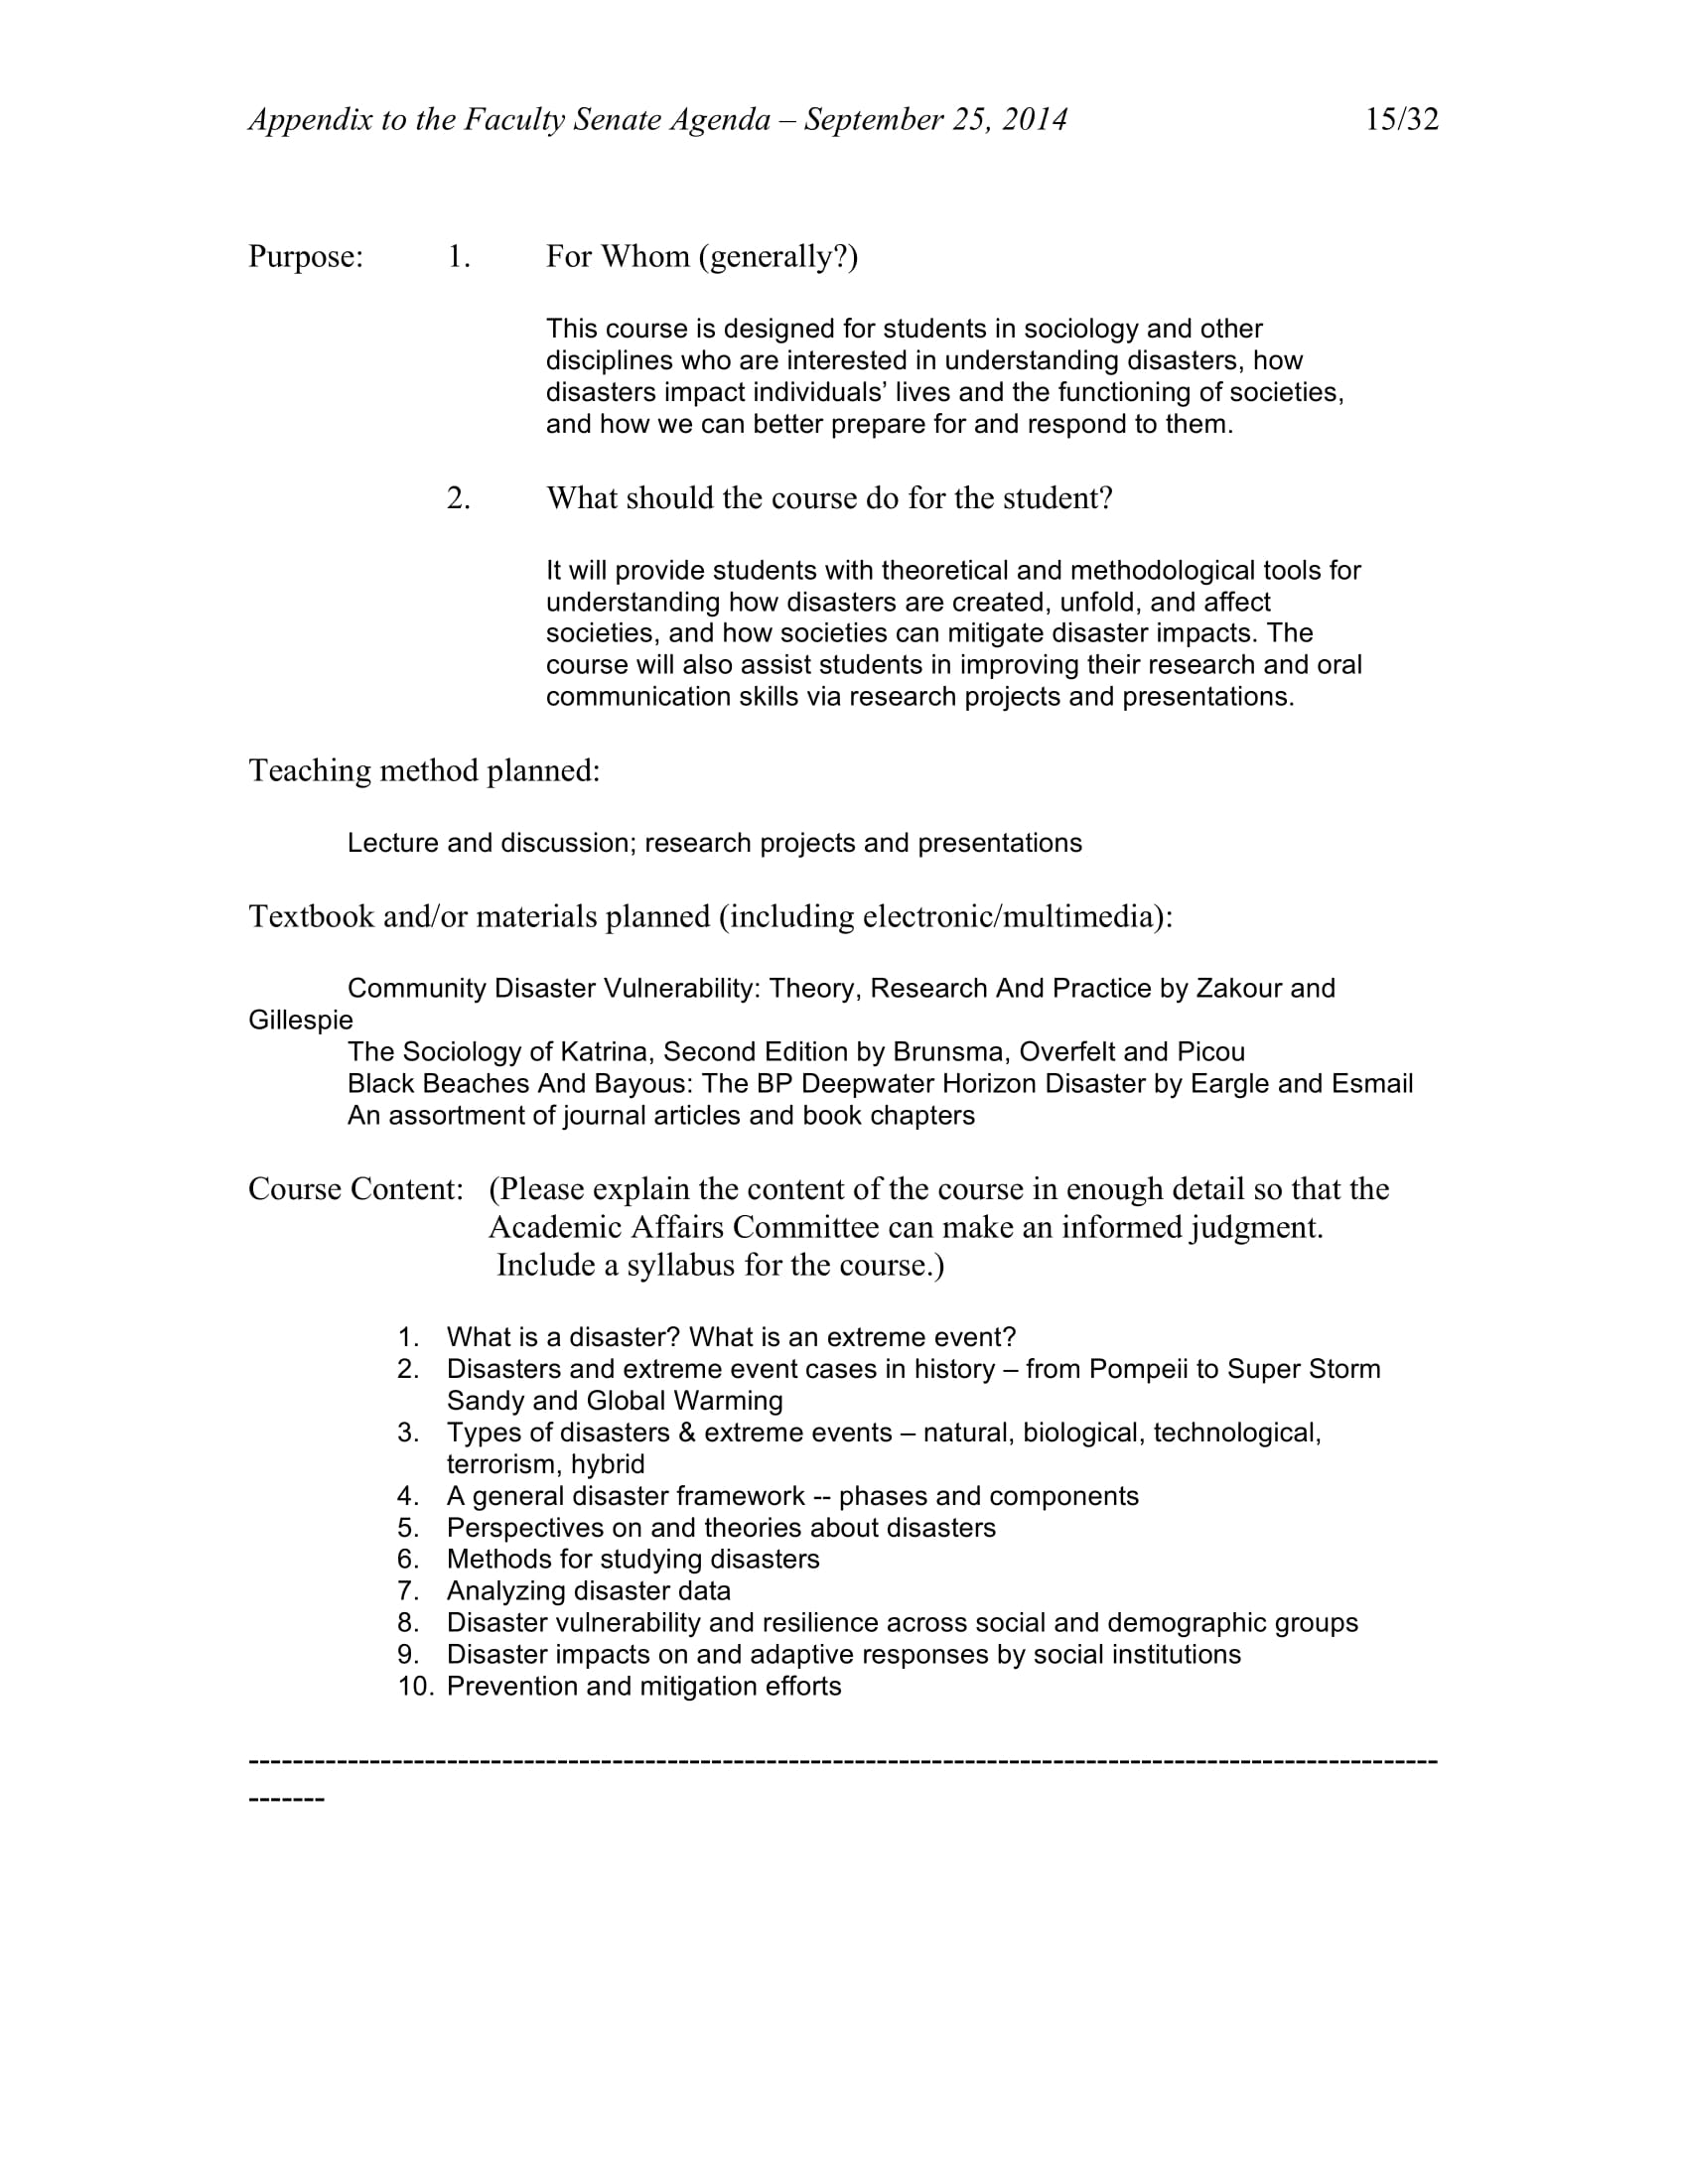 Appendix to the Faculty Senate Agenda – September 25, 2014 15/32
Purpose: 1. For Whom (generally?)
This course is designed for students in sociology and other
disciplines who are interested in understanding disasters, how
disasters impact individuals’ lives and the functioning of societies,
and how we can better prepare for and respond to them.
2. What should the course do for the student?
It will provide students with theoretical and methodological tools for
understanding how disasters are created, unfold, and affect
societies, and how societies can mitigate disaster impacts. The
course will also assist students in improving their research and oral
communication skills via research projects and presentations.
Teaching method planned:
Lecture and discussion; research projects and presentations
Textbook and/or materials planned (including electronic/multimedia):
Community Disaster Vulnerability: Theory, Research And Practice by Zakour and
Gillespie
The Sociology of Katrina, Second Edition by Brunsma, Overfelt and Picou
Black Beaches And Bayous: The BP Deepwater Horizon Disaster by Eargle and Esmail
An assortment of journal articles and book chapters
Course Content: (Please explain the content of the course in enough detail so that the
Academic Affairs Committee can make an informed judgment.
Include a syllabus for the course.)
1. What is a disaster? What is an extreme event?
2. Disasters and extreme event cases in history – from Pompeii to Super Storm
Sandy and Global Warming
3. Types of disasters & extreme events – natural, biological, technological,
terrorism, hybrid
4. A general disaster framework -- phases and components
5. Perspectives on and theories about disasters
6. Methods for studying disasters
7. Analyzing disaster data
8. Disaster vulnerability and resilience across social and demographic groups
9. Disaster impacts on and adaptive responses by social institutions
10. Prevention and mitigation efforts
------------------------------------------------------------------------------------------------------------
-------